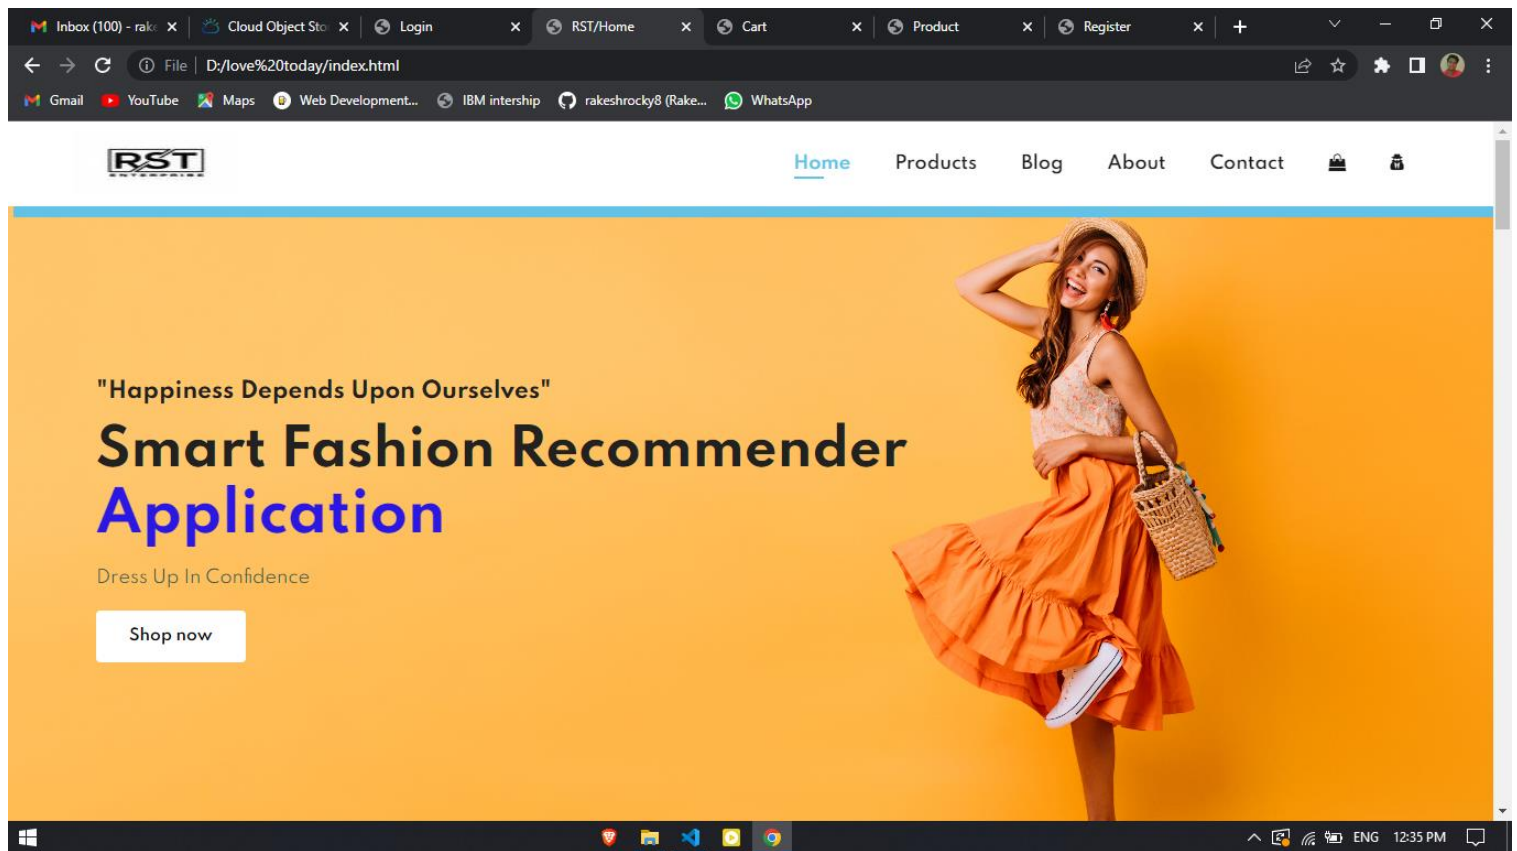 Inbox (100) - rake
Cloud Object Sto
Login
RST/Home
Cart
Product
Register
File
D:/love%20today/index.html
Gmail
YouTube
Maps
Web Development...
IBM intership
rakeshrocky8 (Rake...
WhatsApp
RST
ENTERPRISE
Home
Products
Blog
About
Contact
"Happiness Depends Upon Ourselves"
Smart Fashion Recommender
Application
Dress Up In Confidence
Shop now
ENG
12:35 PM